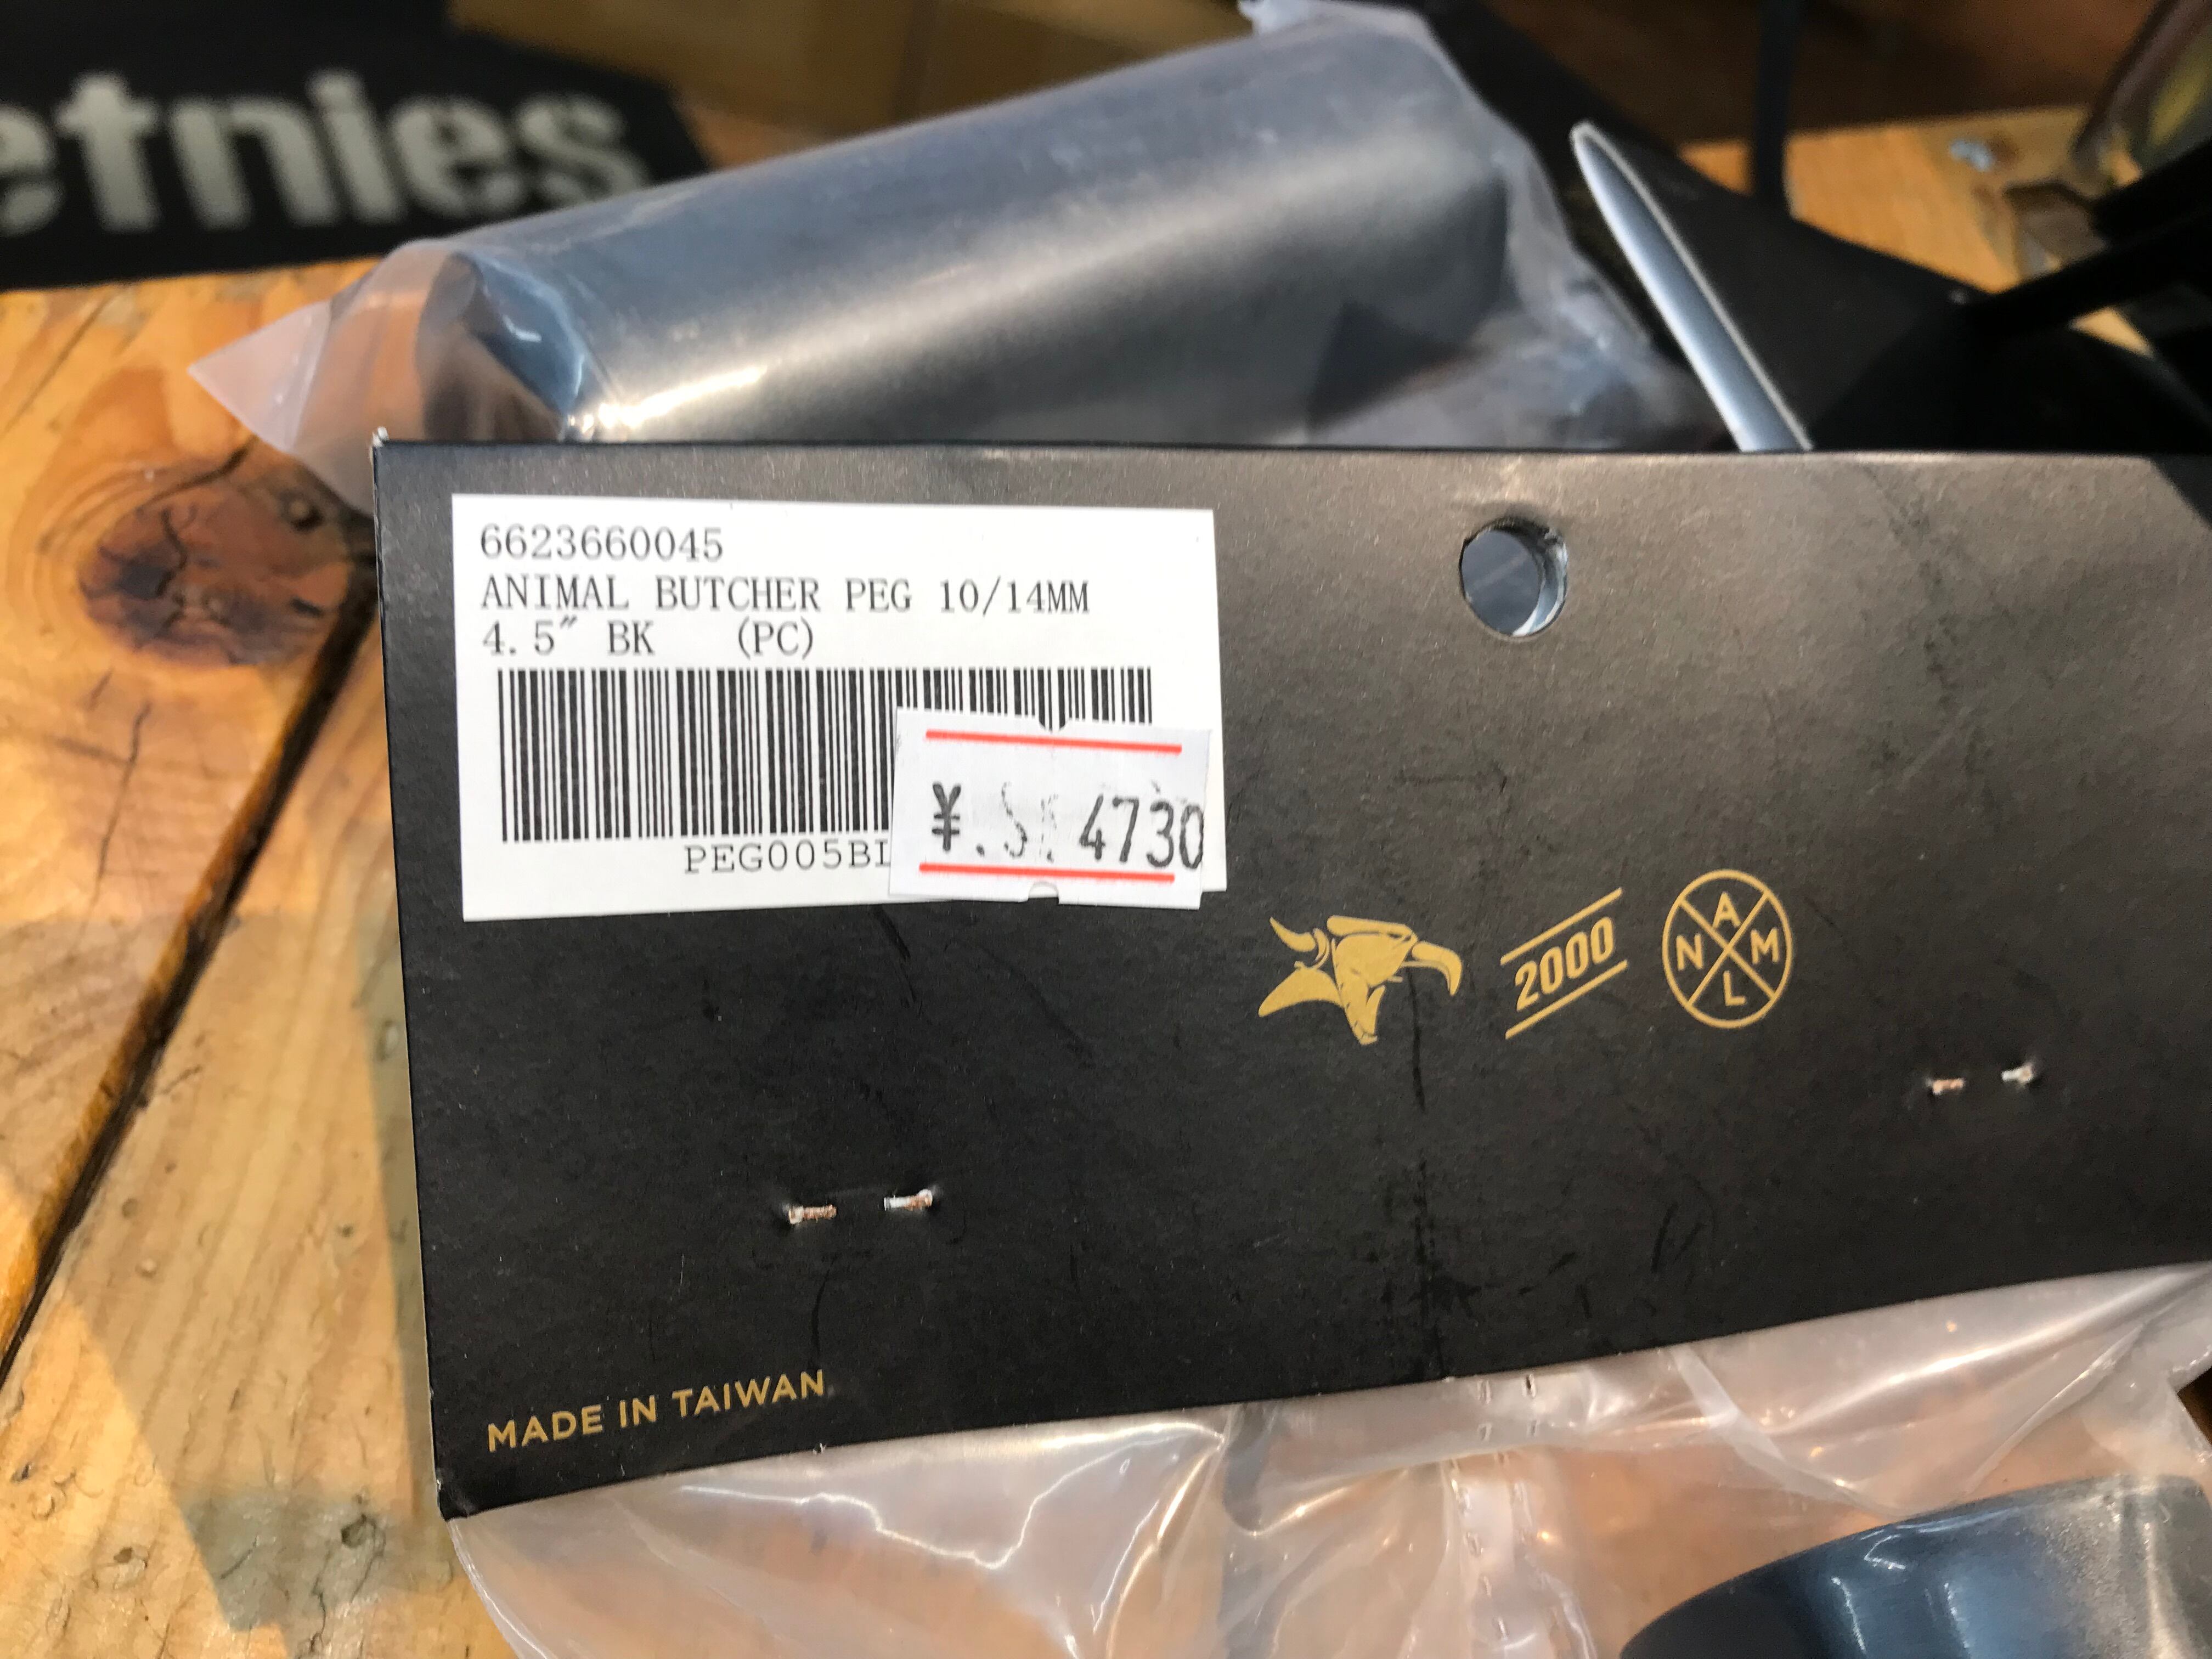 etnies
6623660045
ANIMAL BUTCHER PEG 10/14MM
4.5″ BK (PC)
PEG005BL
¥ 4730
2000
A
N M
L
MADE IN TAIWAN